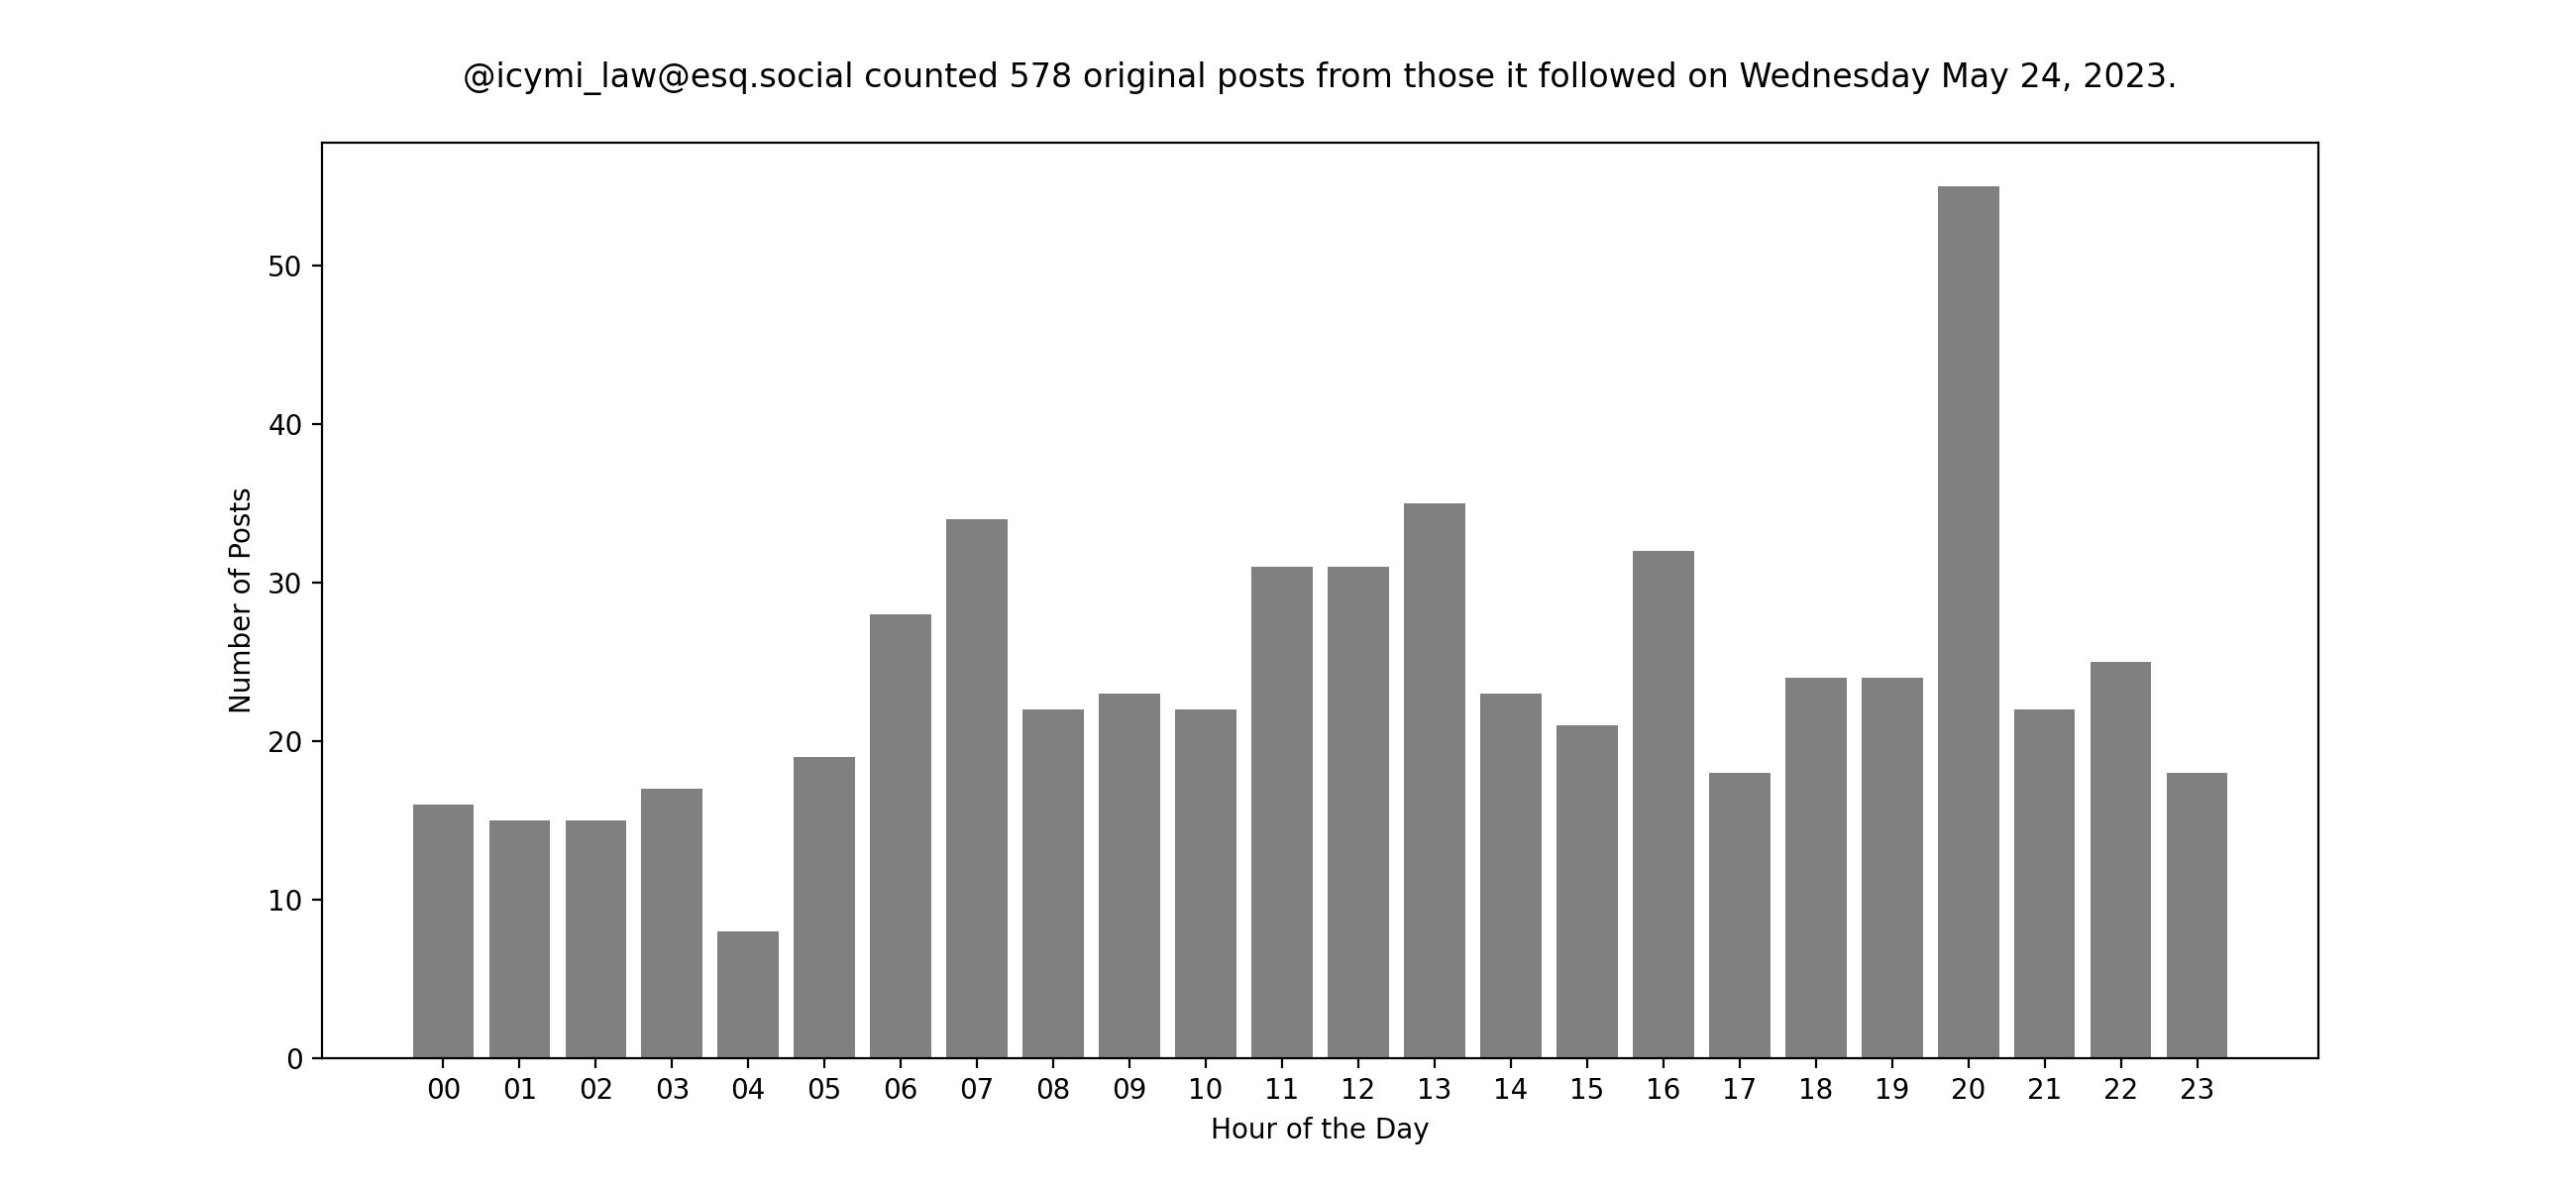 @icymi_law@esq.social counted 578 original posts from those it followed on Wednesday May 24, 2023.
Number of Posts
50
40
30
20
10
0
00 01 02 03 04 05 06 07 08 09 10 11 12 13 14 15 16 17 18 19 20 21 22 23
Hour of the Day